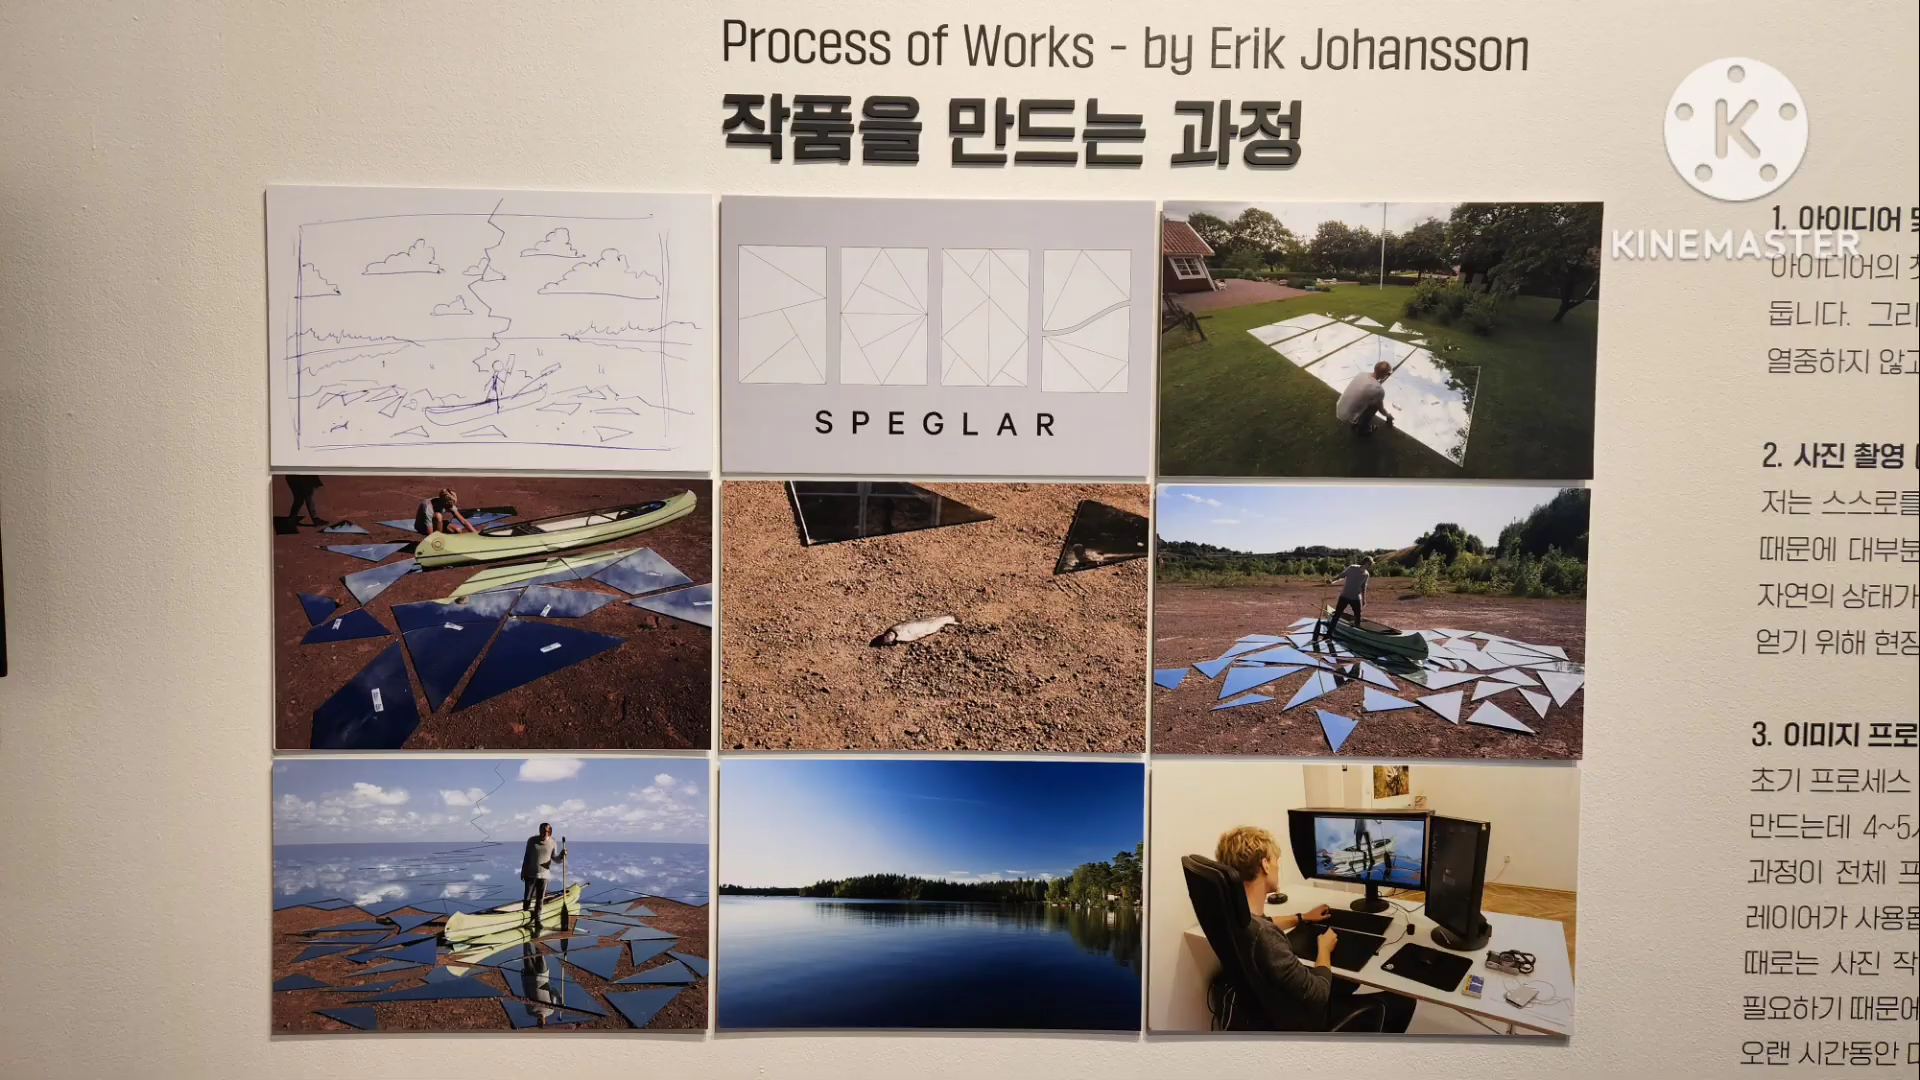 Process of Works - by Erik Johansson
작품을 만드는 과정
SPEGLAR
K
KINEMASTER
1. 아이디어 및
아이디어의
둡니다. 그리
열중하지 않고
2. 사진 촬영
저는 스스로를
때문에 대부분
자연의 상태가
얻기 위해 현장
3. 이미지 프로
초기 프로세스
만드는데 4~5
과정이 전체 프
레이어가 사용됩
때로는 사진 작
필요하기 때문에
오랜 시간동안